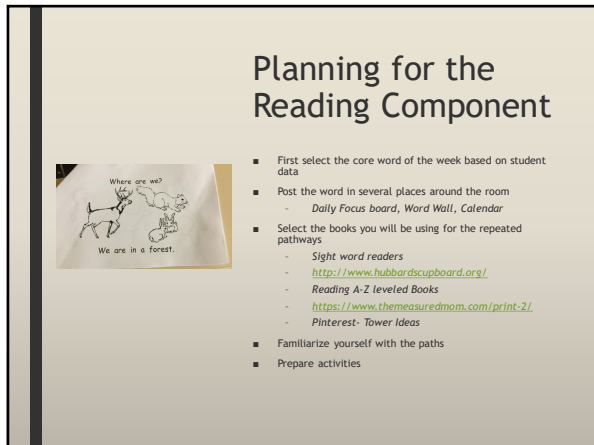 Planning for the
Reading Component
Where are we?
We are in a forest.
■ First select the core word of the week based on student
data
■ Post the word in several places around the room
- Daily Focus board, Word Wall, Calendar
■ Select the books you will be using for the repeated
pathways
- Sight word readers
- http://www.hubbardscupboard.org/
- Reading A-Z leveled Books
- https://www.themeasuredmom.com/print-2/
- Pinterest- Tower Ideas
■ Familiarize yourself with the paths
■ Prepare activities